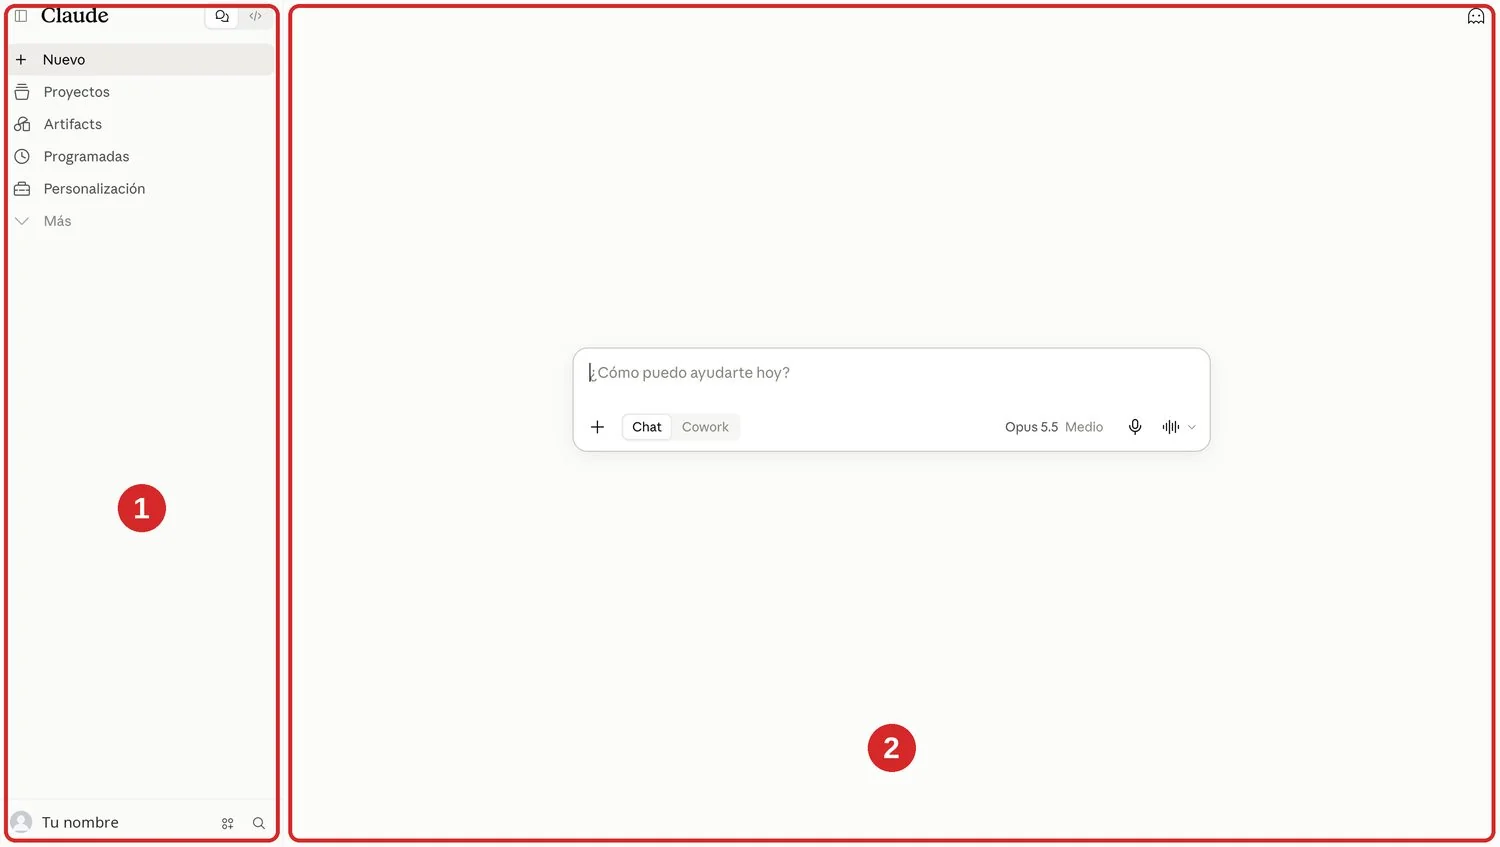 Claude
Nuevo
Proyectos
Artifacts
Programadas
Personalización
Más
1
Tu nombre
¿Cómo puedo ayudarte hoy?
Chat Cowork Opus 5.5 Medio
2